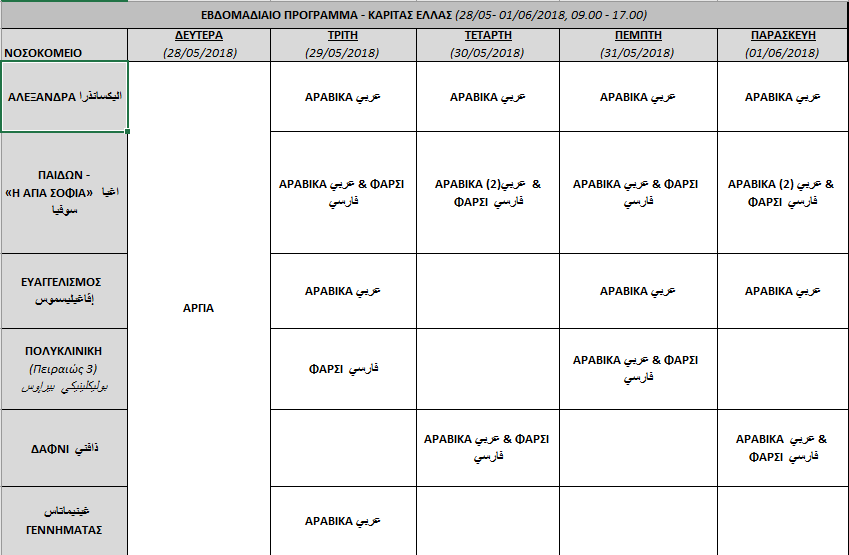 ΕΒΔΟΜΑΔΙΑΙΟ ΠΡΟΓΡΑΜΜΑ - ΚΑΡΙΤΑΣ ΕΛΛΑΣ (28/05- 01/06/2018, 09.00 - 17.00)
ΝΟΣΟΚΟΜΕΙΟ
ΔΕΥΤΕΡΑ
(28/05/2018)
ΤΡΙΤΗ
(29/05/2018)
ΤΕΤΑΡΤΗ
(30/05/2018)
ΠΕΜΠΤΗ
(31/05/2018)
ΠΑΡΑΣΚΕΥΗ
(01/06/2018)
ΑΛΕΞΑΝΔΡΑ اليكساندرا
ΑΡΓΙΑ
ΑΡΑΒΙΚΑ عربي
ΑΡΑΒΙΚΑ عربي
ΑΡΑΒΙΚΑ عربي
ΑΡΑΒΙΚΑ عربي
ΠΑΙΔΩΝ -
«Η ΑΓΙΑ ΣΟΦΙΑ» اغيا
سوفيا
ΑΡΑΒΙΚΑ عربي & ΦΑΡΣΙ
فارسي
ΑΡΑΒΙΚΑ (2)عربي &
ΦΑΡΣΙ فارسي
ΑΡΑΒΙΚΑ عربي & ΦΑΡΣΙ
فارسي
ΑΡΑΒΙΚΑ (2) عربي &
ΦΑΡΣΙ فارسي
ΕΥΑΓΓΕΛΙΣΜΟΣ
إفاغيليسموس
ΑΡΑΒΙΚΑ عربي
ΑΡΑΒΙΚΑ عربي
ΑΡΑΒΙΚΑ عربي
ΠΟΛΥΚΛΙΝΙΚΗ
(Πειραιώς 3)
بوليكلينيكي بيراوس
ΦΑΡΣΙ فارسي
ΑΡΑΒΙΚΑ عربي & ΦΑΡΣΙ
فارسي
ΔΑΦΝΙ ذافني
ΑΡΑΒΙΚΑ عربي & ΦΑΡΣΙ
فارسي
ΑΡΑΒΙΚΑ عربي &
ΦΑΡΣΙ فارسي
غينيماتاس
ΓΕΝΝΗΜΑΤΑΣ
ΑΡΑΒΙΚΑ عربي